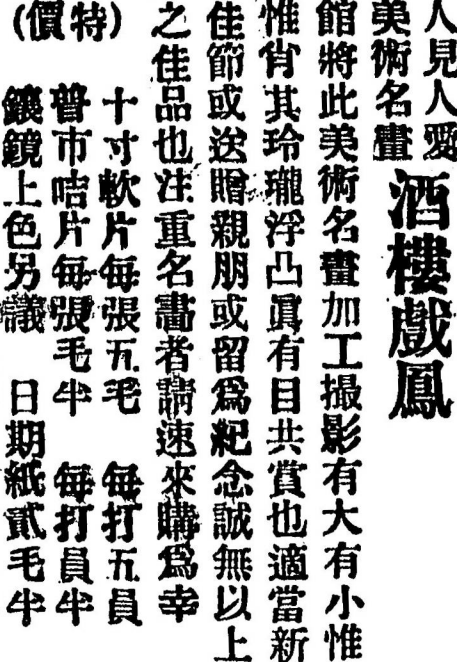 人見人愛
美術名畫
酒樓戲鳳
館將此美術名畫加工撮影有大有小惟
惟肖其玲瓏浮凸眞有目共賞也適當新
佳節或送贈親朋或留爲紀念誠無以上
之佳品也注重名畵者請速來購爲幸
(特價)
十寸軟片每張五毛 每打五員
普市咭片每張毛半 每打員半
鑲鏡上色另議 日期紙貳毛半